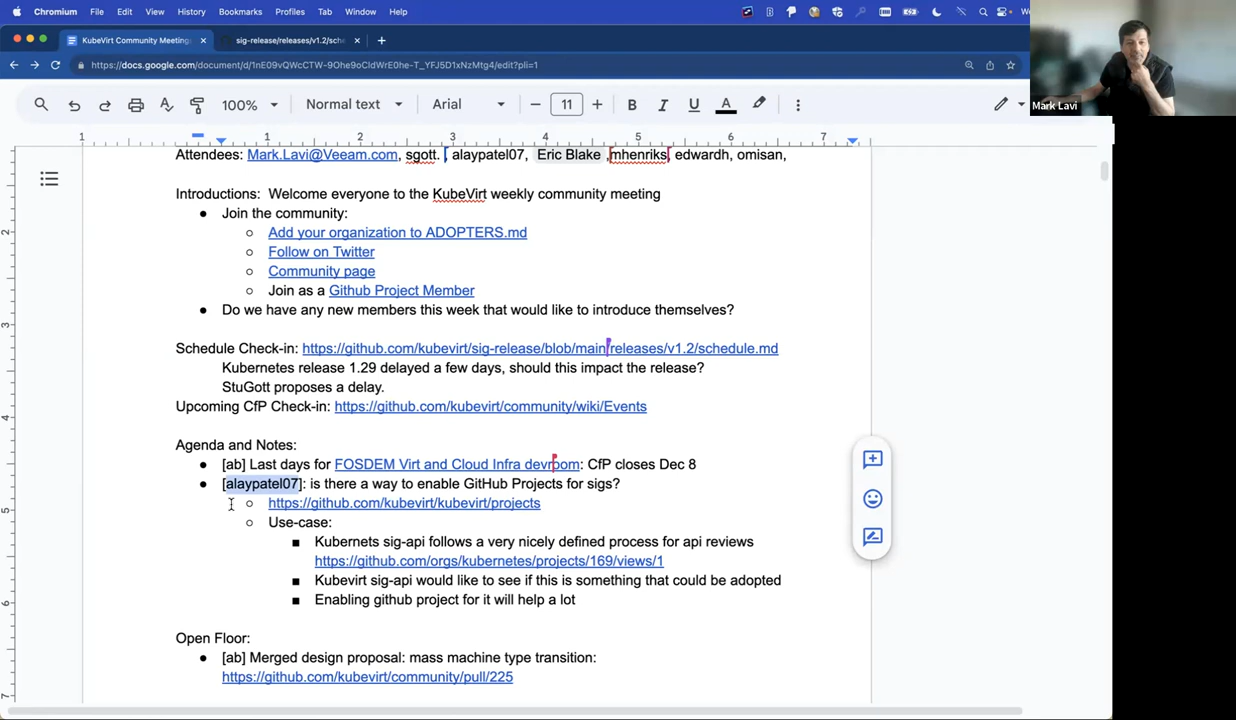 Chromium File Edit View History Bookmarks Profiles Tab Window Help We
KubeVirt Community Meeting sig-release/releases/v1.2/sche
https://docs.google.com/document/d/1nE09vQWcCTW-9Ohe9oCldWrE0he-T_YFJ5D1xNzMtg4/edit?pli=1
100% Normal text Arial 11 B I U A
Mark Lavi
1 1 2 3 4 5 6 7
Attendees: Mark.Lavi@Veeam.com, sgott. , alaypatel07, Eric Blake ,mhenriks, edwardh, omisan,
Introductions: Welcome everyone to the KubeVirt weekly community meeting
● Join the community:
○ Add your organization to ADOPTERS.md
○ Follow on Twitter
○ Community page
○ Join as a Github Project Member
● Do we have any new members this week that would like to introduce themselves?
Schedule Check-in: https://github.com/kubevirt/sig-release/blob/main/releases/v1.2/schedule.md
Kubernetes release 1.29 delayed a few days, should this impact the release?
StuGott proposes a delay.
Upcoming CfP Check-in: https://github.com/kubevirt/community/wiki/Events
Agenda and Notes:
● [ab] Last days for FOSDEM Virt and Cloud Infra devroom: CfP closes Dec 8
● [alaypatel07]: is there a way to enable GitHub Projects for sigs?
○ https://github.com/kubevirt/kubevirt/projects
○ Use-case:
■ Kubernets sig-api follows a very nicely defined process for api reviews
https://github.com/orgs/kubernetes/projects/169/views/1
■ Kubevirt sig-api would like to see if this is something that could be adopted
■ Enabling github project for it will help a lot
Open Floor:
● [ab] Merged design proposal: mass machine type transition:
https://github.com/kubevirt/community/pull/225